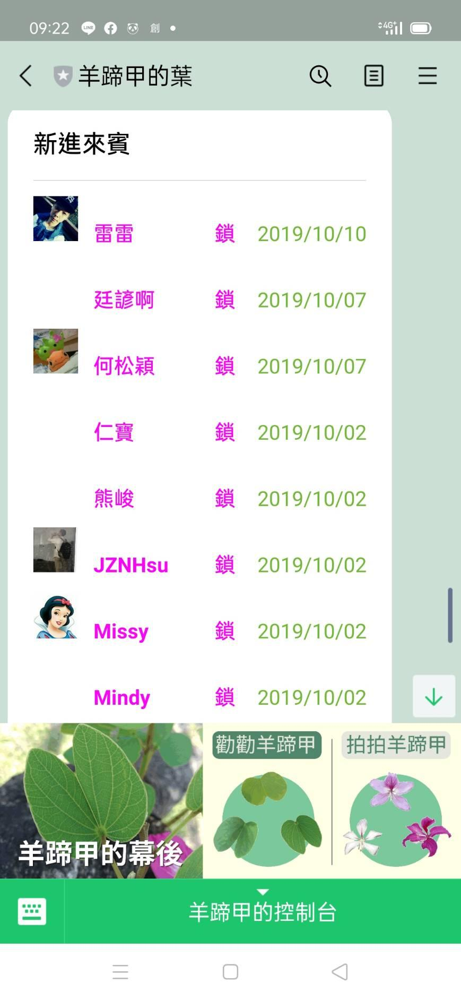 09:22 LINE 創 4G+
羊蹄甲的葉
新進來賓
雷雷 鎖 2019/10/10
廷諺啊 鎖 2019/10/07
何松穎 鎖 2019/10/07
仁寶 鎖 2019/10/02
熊峻 鎖 2019/10/02
JZNHsu 鎖 2019/10/02
Missy 鎖 2019/10/02
Mindy 鎖 2019/10/02
勸勸羊蹄甲 拍拍羊蹄甲
羊蹄甲的幕後
羊蹄甲的控制台